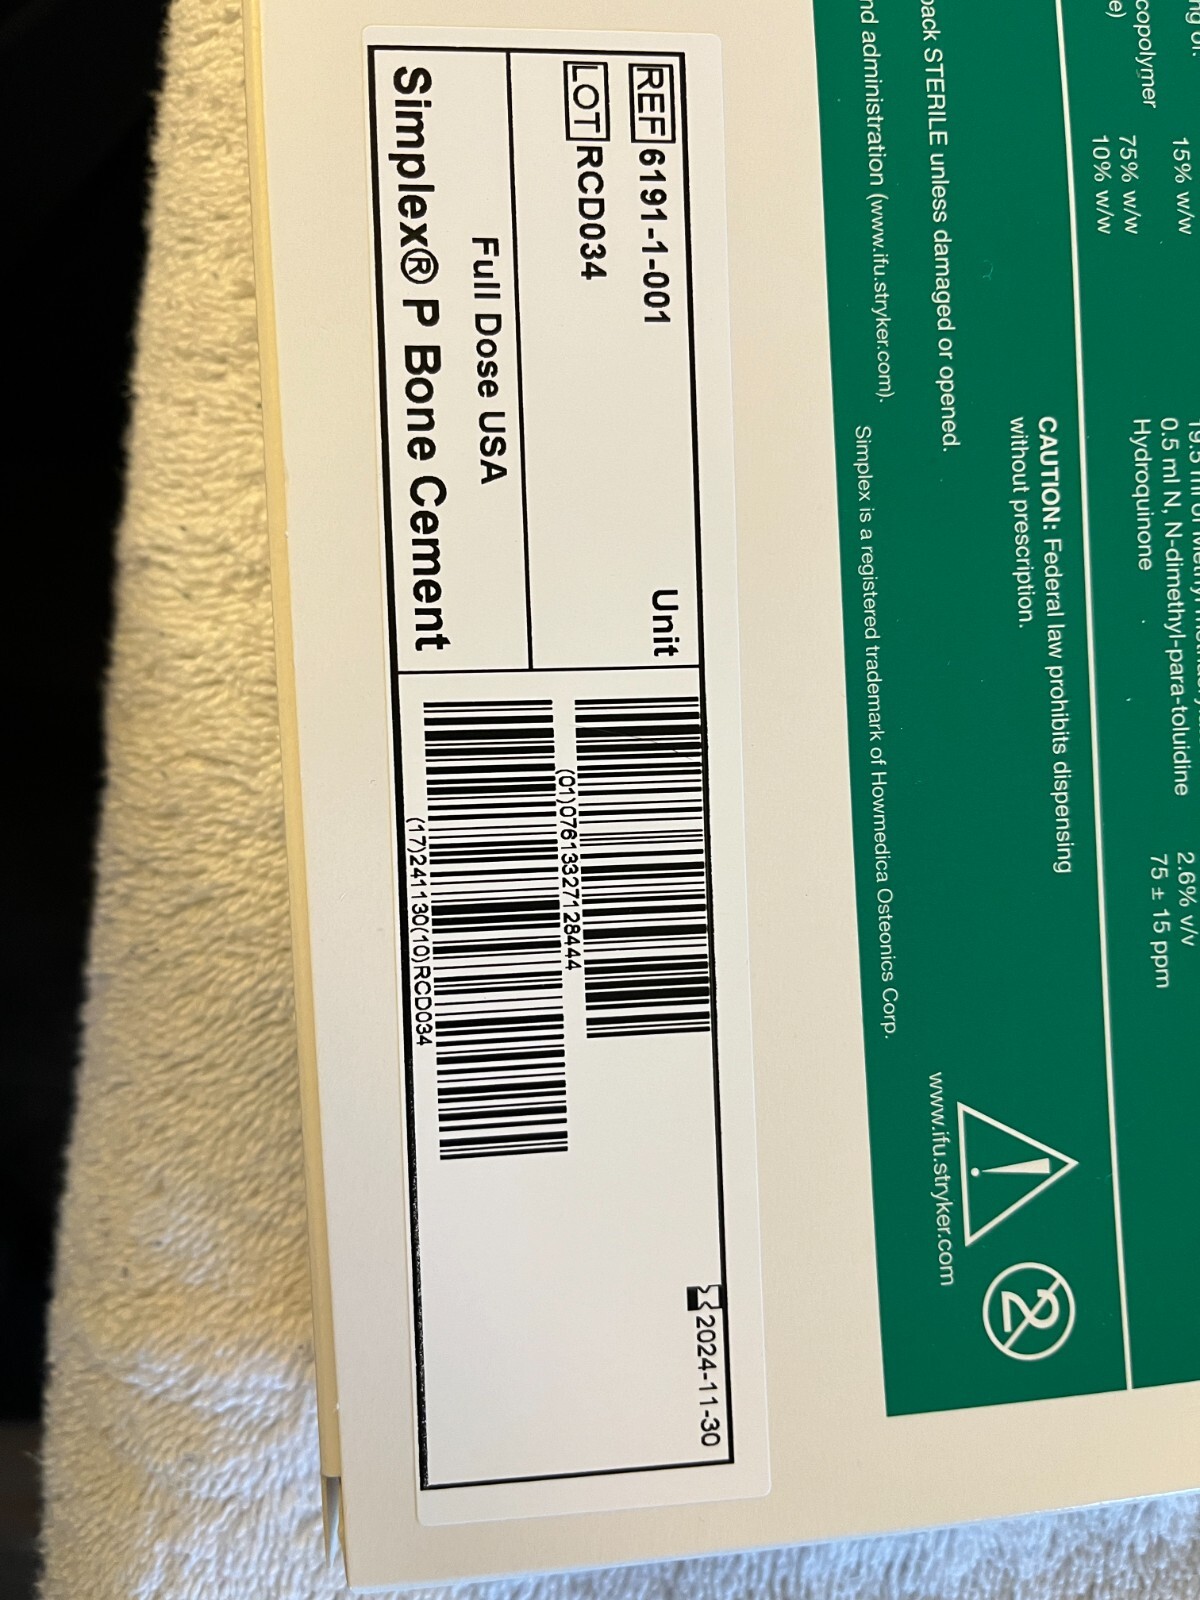 REF 6191-1-001
Unit
LOT RCD034
Full Dose USA
Simplex® P Bone Cement
(01)07613327128444
(17)241130(10)RCD034
2024-11-30
15% w/w
copolymer
75% w/w
e)
10% w/w
0.5 ml N, N-dimethyl-para-toluidine
2.6% v/v
Hydroquinone
75 ± 15 ppm
CAUTION: Federal law prohibits dispensing
without prescription.
STERILE unless damaged or opened.
www.ifu.stryker.com
administration (www.ifu.stryker.com).
Simplex is a registered trademark of Howmedica Osteonics Corp.
2